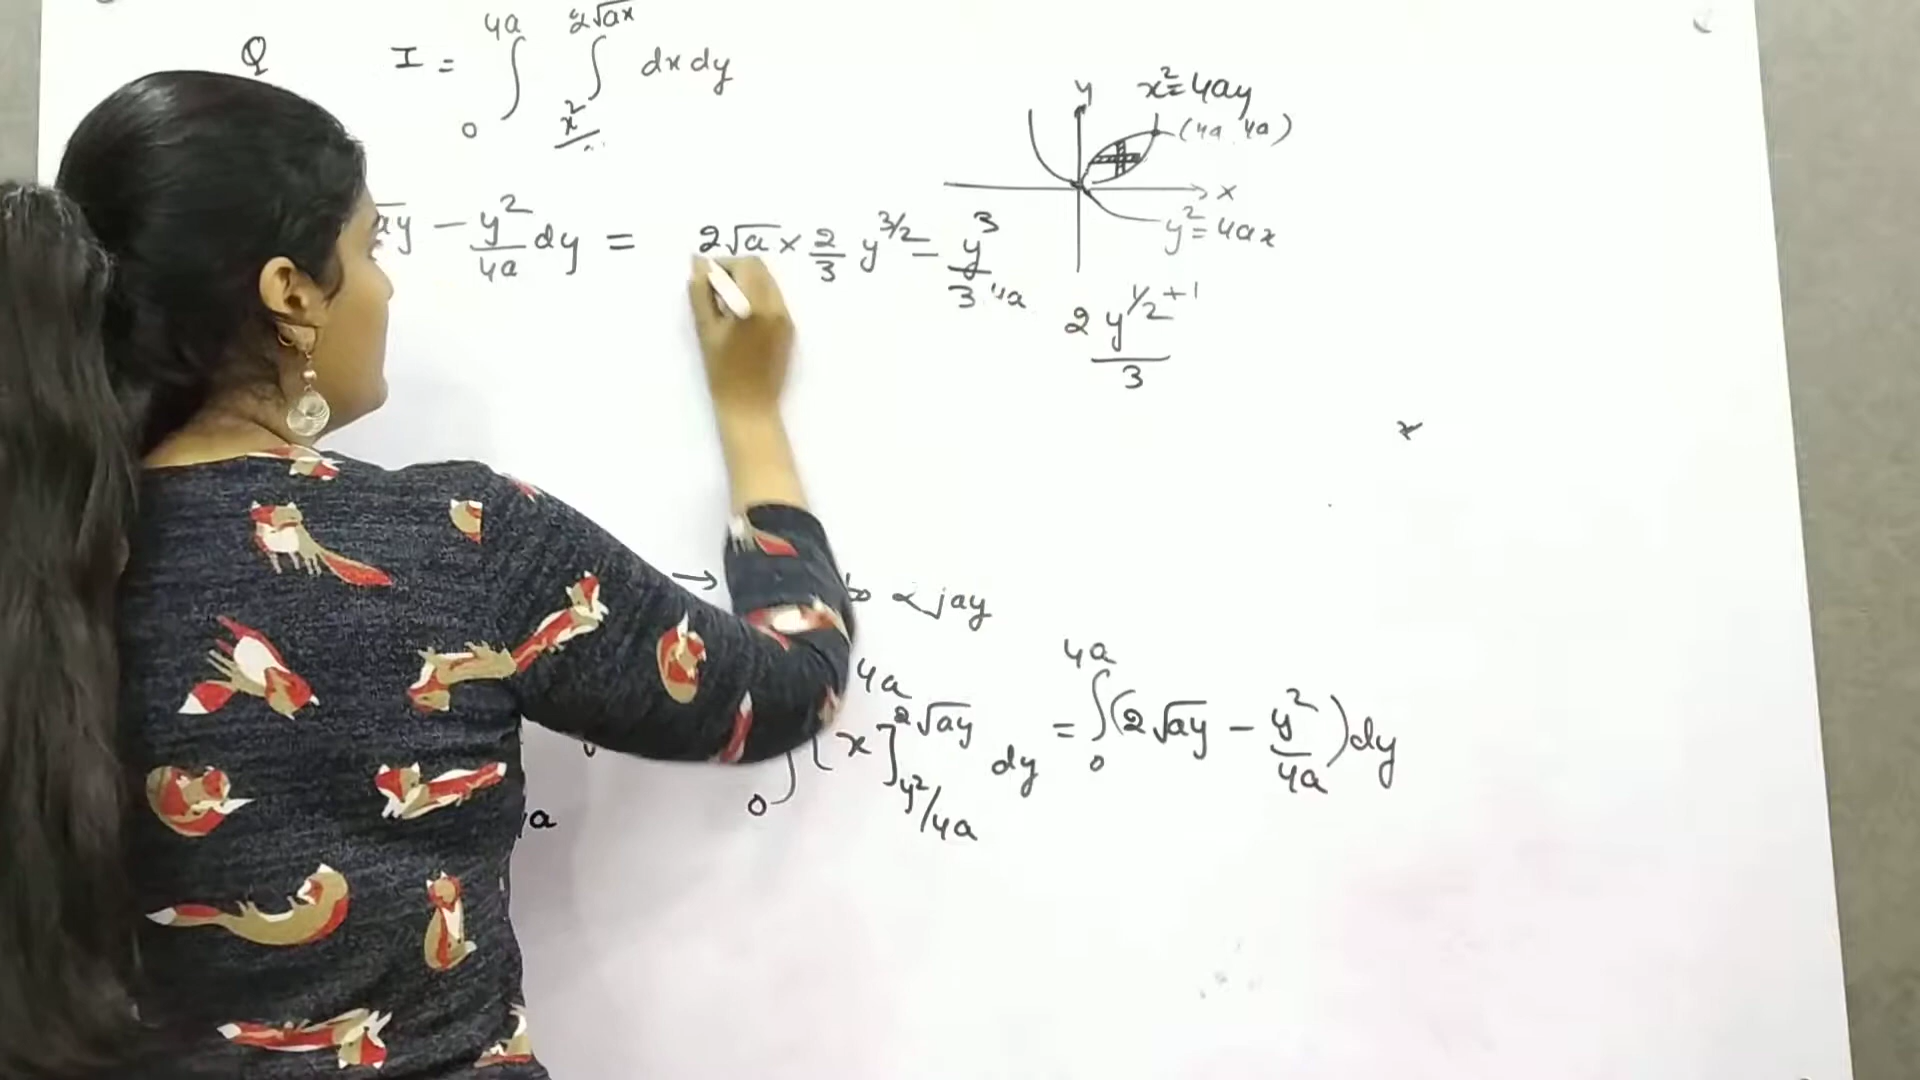 Q I = ∫₀^{4a} ∫_{x²}^{2√ax} dx dy
y x² = 4ay
(4a, 4a)
x
y² = 4ax
√ay − y²/4a dy = 2√a × 2/3 y^{3/2} − y³/3 4a
2 y^{1/2 + 1}/3
→ to ∝ jay
∫₀^{4a} [x]_{y²/4a}^{2√ay} dy = ∫₀^{4a} (2√ay − y²/4a) dy
a